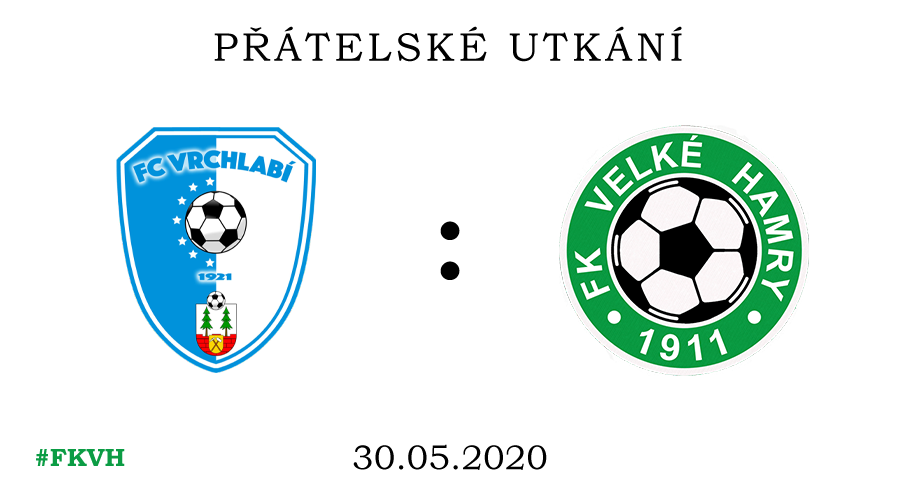 PŘÁTELSKÉ UTKÁNÍ
FC VRCHLABÍ
1921
:
FK VELKÉ HAMRY
• 1911 •
#FKVH
30.05.2020